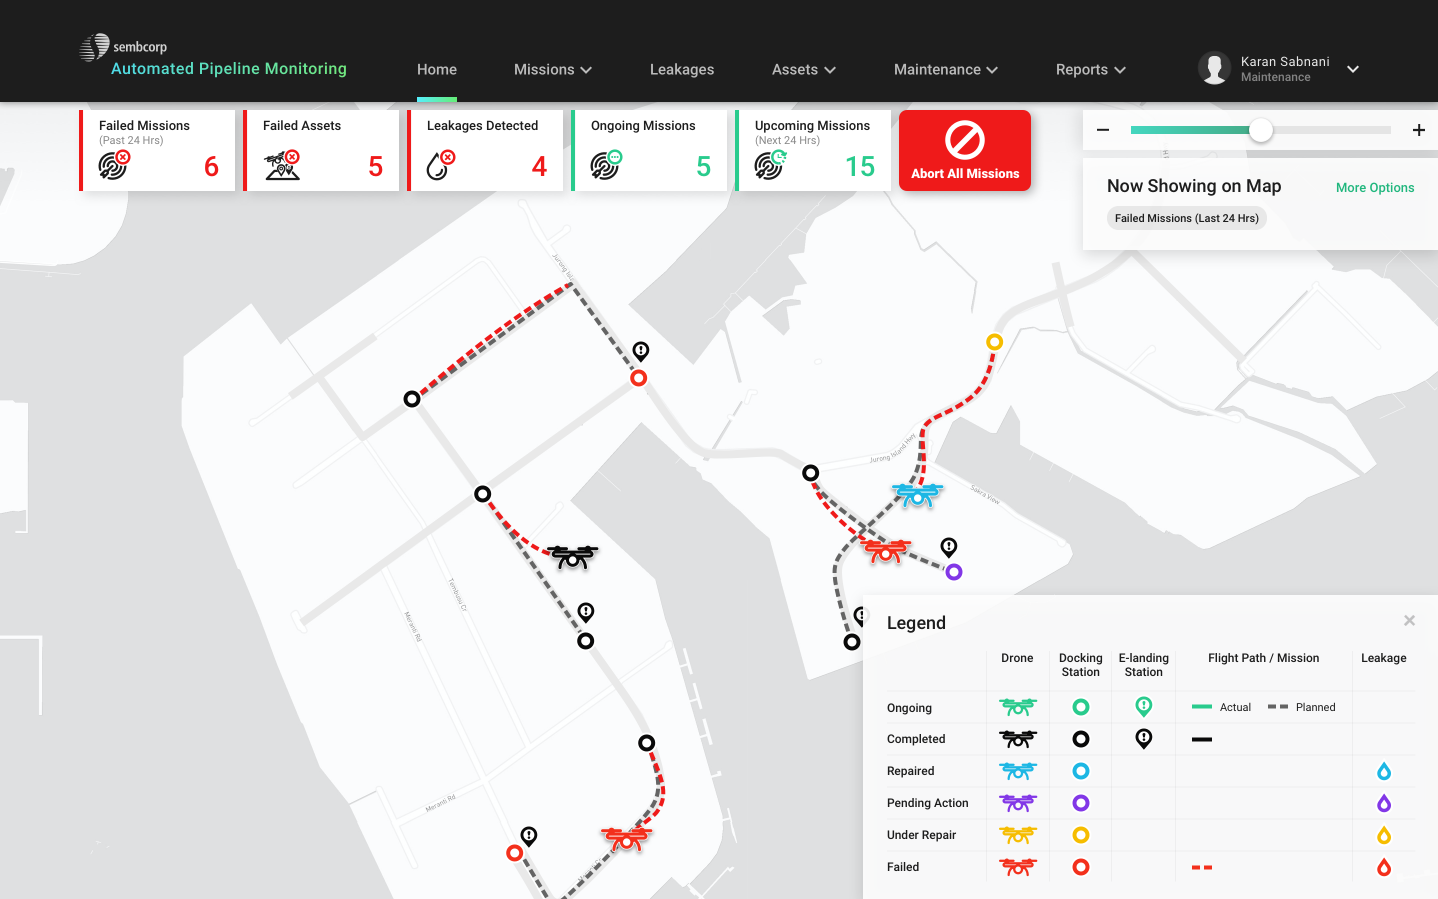 sembcorp
Automated Pipeline Monitoring
Home
Missions
Leakages
Assets
Maintenance
Reports
Karan Sabnani
Maintenance
Failed Missions
(Past 24 Hrs)
6
Failed Assets
5
Leakages Detected
4
Ongoing Missions
5
Upcoming Missions
(Next 24 Hrs)
15
Abort All Missions
Now Showing on Map
More Options
Failed Missions (Last 24 Hrs)
Jurong Island Hwy
Sakra View
Tembusu Cr
Meranti Rd
Meranti Rd
Legend
Drone
Docking
Station
E-landing
Station
Flight Path / Mission
Leakage
Ongoing
Actual
Planned
Completed
Repaired
Pending Action
Under Repair
Failed